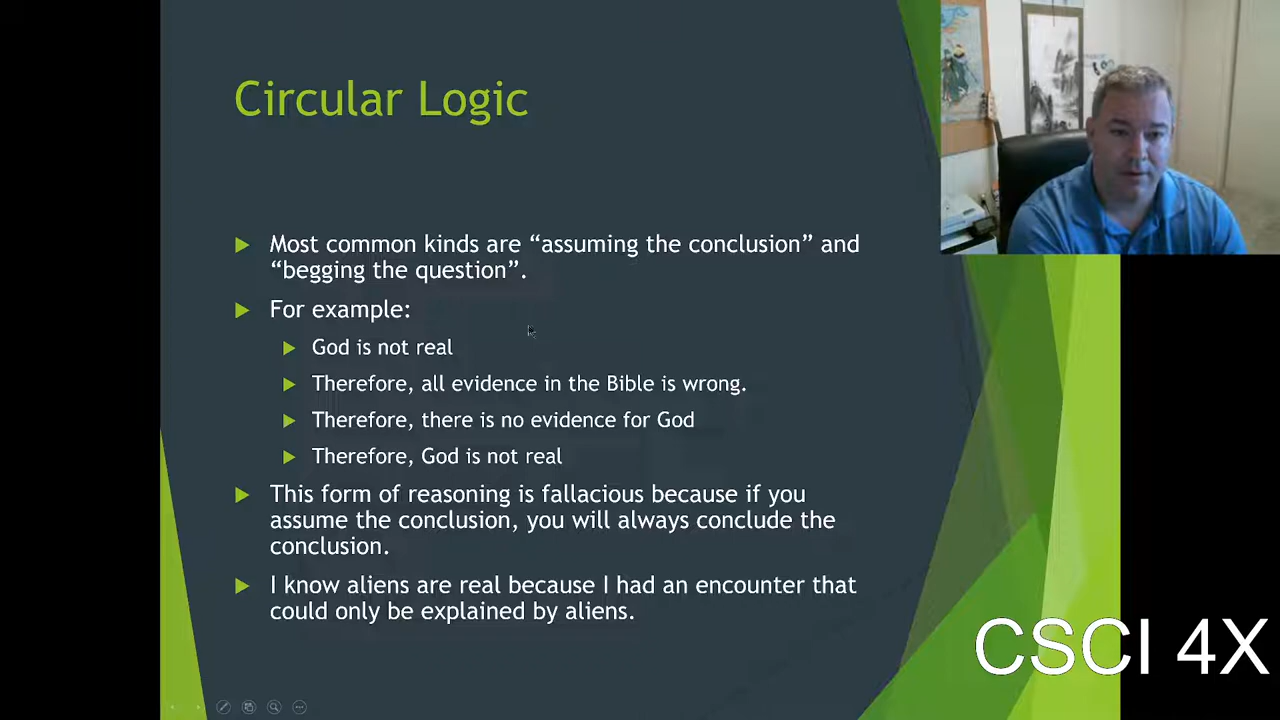 Circular Logic
Most common kinds are “assuming the conclusion” and
“begging the question”.
For example:
God is not real
Therefore, all evidence in the Bible is wrong.
Therefore, there is no evidence for God
Therefore, God is not real
This form of reasoning is fallacious because if you
assume the conclusion, you will always conclude the
conclusion.
I know aliens are real because I had an encounter that
could only be explained by aliens.
CSCI 4X